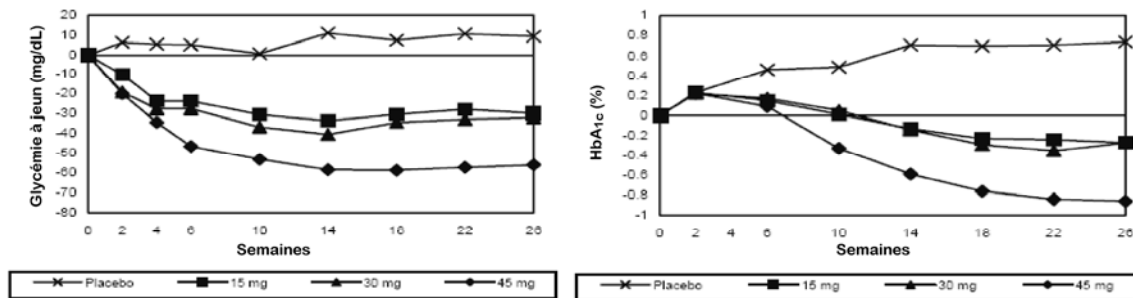 Glycémie à jeun (mg/dL)
20
10
0
-10
-20
-30
-40
-50
-60
-70
-80
0 2 4 6 10 14 16 22 26
Semaines
Placebo 15 mg 30 mg 45 mg
HbA1c (%)
1
0.8
0.6
0.4
0.2
0
-0.2
-0.4
-0.6
-0.8
-1
0 2 4 6 10 14 18 22 26
Semaines
Placebo 15 mg 30 mg 45 mg